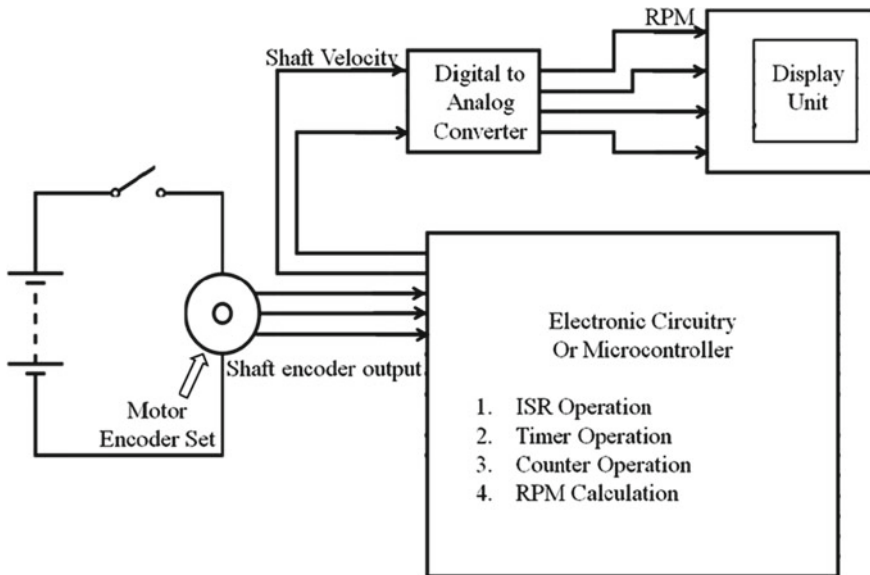 RPM
Shaft Velocity
Digital to
Analog
Converter
Display
Unit
Shaft encoder output
Motor
Encoder Set
Electronic Circuitry
Or Microcontroller
1. ISR Operation
2. Timer Operation
3. Counter Operation
4. RPM Calculation